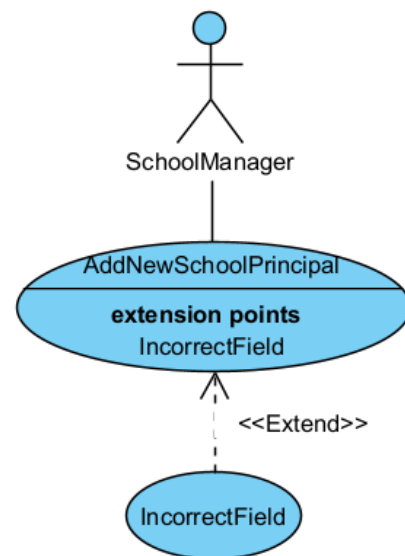 SchoolManager
AddNewSchoolPrincipal
extension points
IncorrectField
<<Extend>>
IncorrectField